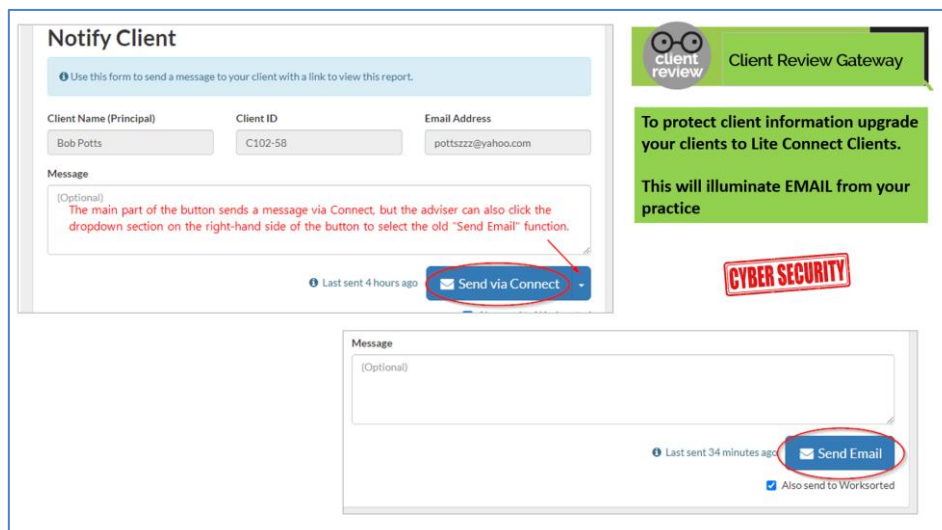 Notify Client
Use this form to send a message to your client with a link to view this report.
Client Name (Principal) Client ID Email Address
Bob Potts C102-58 pottszzz@yahoo.com
Message
(Optional)
The main part of the button sends a message via Connect, but the adviser can also click the
dropdown section on the right-hand side of the button to select the old "Send Email" function.
Last sent 4 hours ago Send via Connect
client
review
Client Review Gateway
To protect client information upgrade
your clients to Lite Connect Clients.
This will illuminate EMAIL from your
practice
CYBER SECURITY
Message
(Optional)
Last sent 34 minutes ago Send Email
Also send to Worksorted